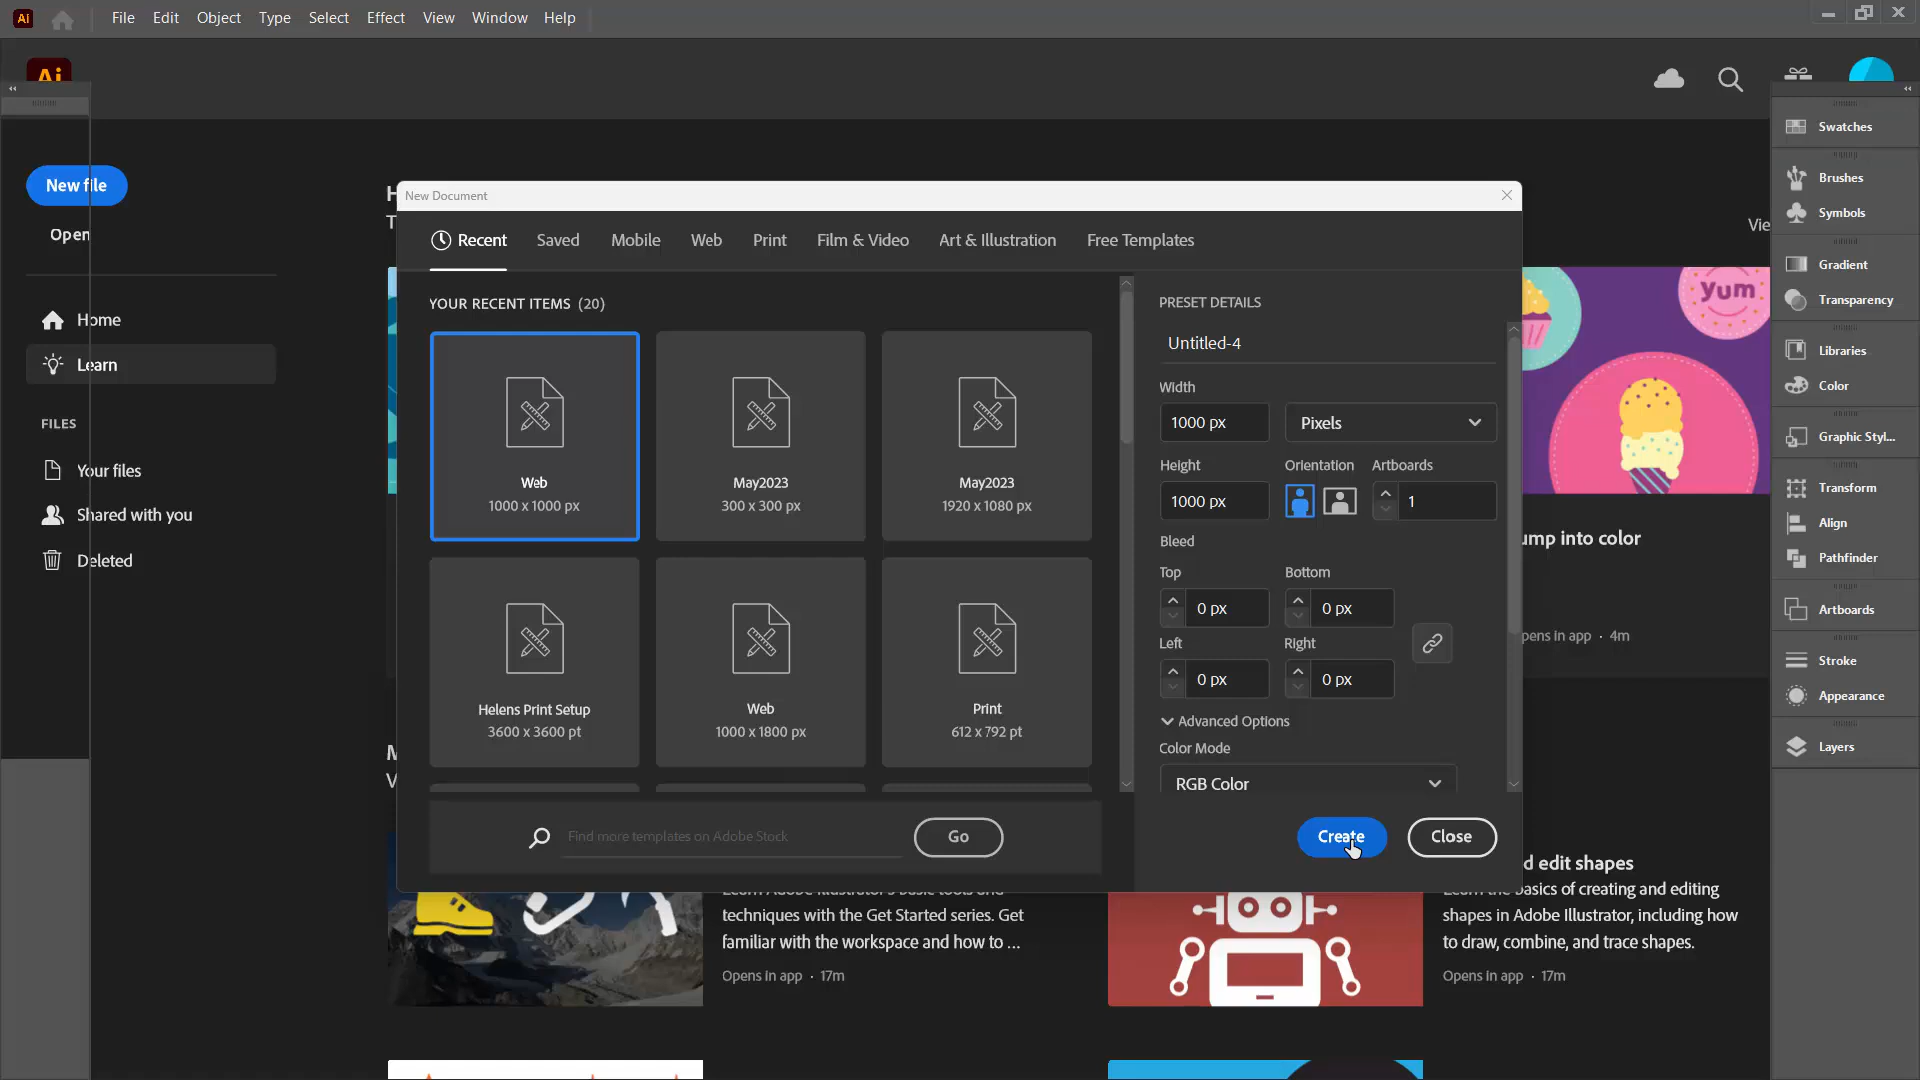 Ai File Edit Object Type Select Effect View Window Help
Ai
New file
Open
Home
Learn
FILES
Your files
Shared with you
Deleted
New Document
Recent Saved Mobile Web Print Film & Video Art & Illustration Free Templates
YOUR RECENT ITEMS (20)
Web
1000 x 1000 px
May2023
300 x 300 px
May2023
1920 x 1080 px
Helens Print Setup
3600 x 3600 pt
Web
1000 x 1800 px
Print
612 x 792 pt
Find more templates on Adobe Stock
Go
PRESET DETAILS
Untitled-4
Width
1000 px Pixels
Height Orientation Artboards
1000 px 1
Bleed
Top Bottom
0 px 0 px
Left Right
0 px 0 px
Advanced Options
Color Mode
RGB Color
Create Close
techniques with the Get Started series. Get
familiar with the workspace and how to ...
Opens in app · 17m
Vie
Yum
ump into color
pens in app · 4m
d edit shapes
Learn the basics of creating and editing
shapes in Adobe Illustrator, including how
to draw, combine, and trace shapes.
Opens in app · 17m
Swatches
Brushes
Symbols
Gradient
Transparency
Libraries
Color
Graphic Styl...
Transform
Align
Pathfinder
Artboards
Stroke
Appearance
Layers